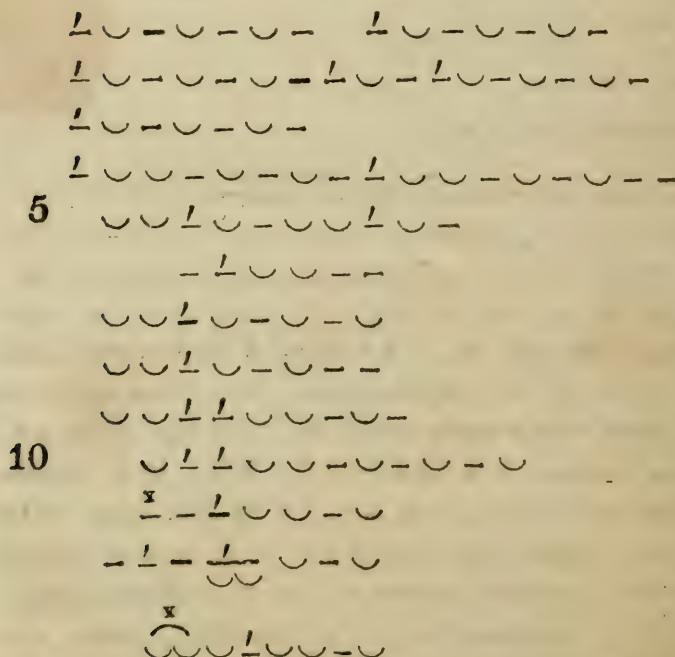 –́ ⏑ – ⏑ – ⏑ – –́ ⏑ – ⏑ – ⏑ –
–́ ⏑ – ⏑ – ⏑ – –́ ⏑ – –́ ⏑ – ⏑ – ⏑ –
–́ ⏑ – ⏑ – ⏑ –
–́ ⏑ ⏑ – ⏑ – ⏑ – –́ ⏑ ⏑ – ⏑ – ⏑ – –
5 ⏑ ⏑ –́ ⏑ – ⏑ ⏑ –́ ⏑ –
– –́ ⏑ ⏑ – –
⏑ ⏑ –́ ⏑ – ⏑ – ⏑
⏑ ⏑ –́ ⏑ – ⏑ – –
⏑ ⏑ –́ –́ ⏑ ⏑ – ⏑ –
10 ⏑ –́ –́ ⏑ ⏑ – ⏑ – ⏑ – ⏑
x
– – –́ ⏑ ⏑ – ⏑
– –́ – –́ ⏑ – ⏑
⏑⏑
x
⏑⏑ ⏑ –́ ⏑ ⏑ – ⏑